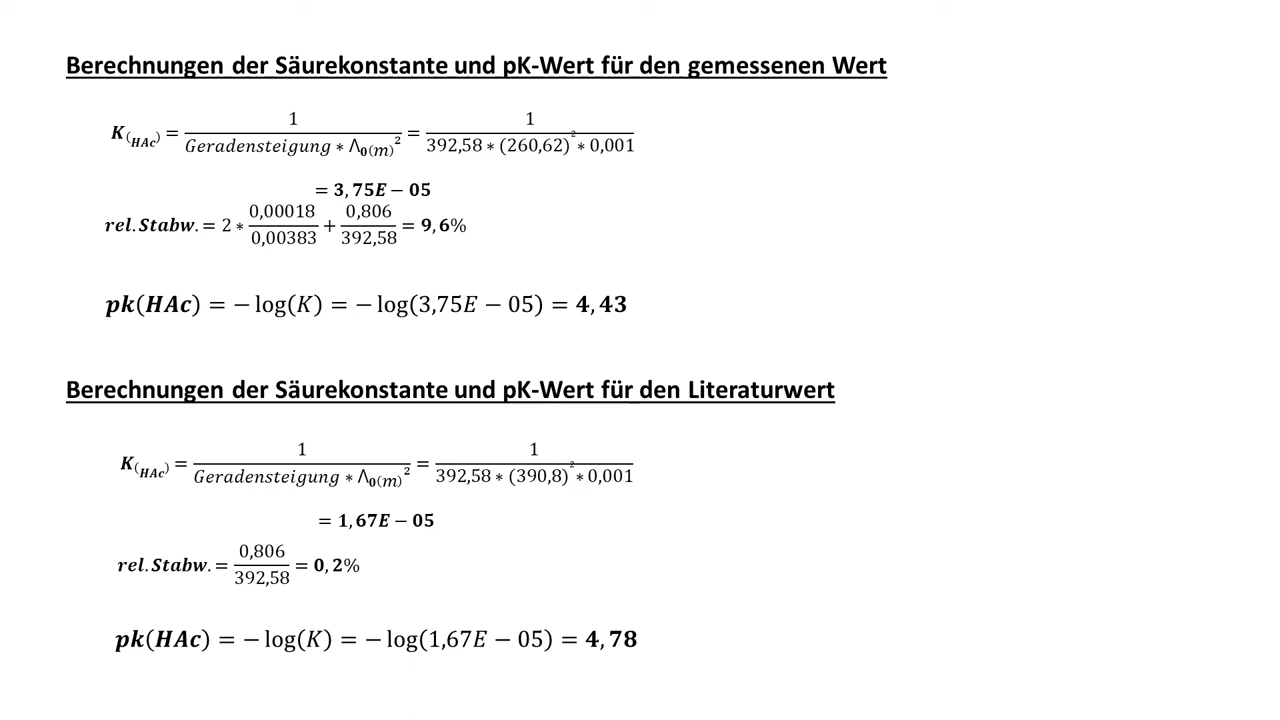 Berechnungen der Säurekonstante und pK-Wert für den gemessenen Wert
K_(HAc) = 1 / (Geradensteigung * Λ_0(m)^2) = 1 / (392,58 * (260,62)^2 * 0,001)
= 3,75E − 05
rel.Stabw. = 2 * 0,00018 / 0,00383 + 0,806 / 392,58 = 9,6%
pk(HAc) = − log(K) = − log(3,75E − 05) = 4,43
Berechnungen der Säurekonstante und pK-Wert für den Literaturwert
K_(HAc) = 1 / (Geradensteigung * Λ_0(m)^2) = 1 / (392,58 * (390,8)^2 * 0,001)
= 1,67E − 05
rel.Stabw. = 0,806 / 392,58 = 0,2%
pk(HAc) = − log(K) = − log(1,67E − 05) = 4,78